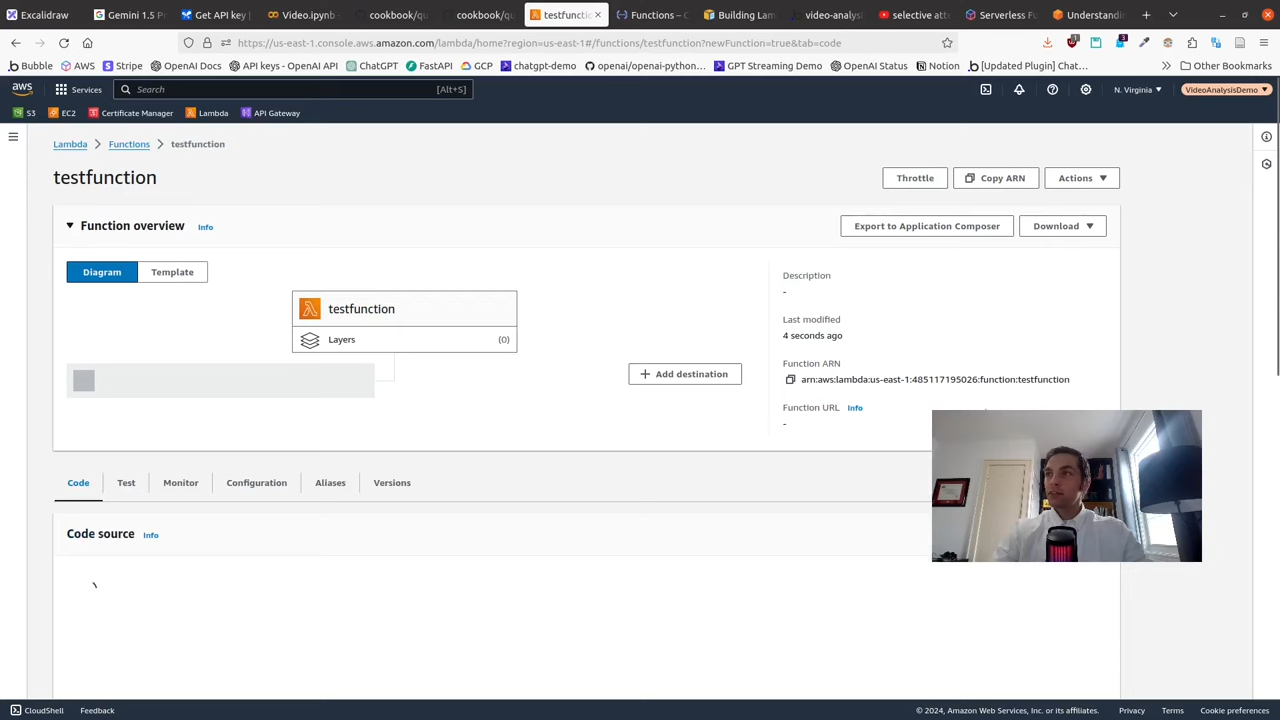 Excalidraw
Gemini 1.5 Pr
Get API key |
Video.ipynb
cookbook/qu
cookbook/qu
testfunctio
Functions – C
Building Lam
video-analysi
selective atte
Serverless Fu
Understandin
https://us-east-1.console.aws.amazon.com/lambda/home?region=us-east-1#/functions/testfunction?newFunction=true&tab=code
Bubble
AWS
Stripe
OpenAI Docs
API keys - OpenAI API
ChatGPT
FastAPI
GCP
chatgpt-demo
openai/openai-python…
GPT Streaming Demo
OpenAI Status
Notion
[Updated Plugin] Chat…
Other Bookmarks
aws
Services
Search
[Alt+S]
N. Virginia
VideoAnalysisDemo
S3
EC2
Certificate Manager
Lambda
API Gateway
Lambda
Functions
testfunction
testfunction
Throttle
Copy ARN
Actions
Function overview
Info
Export to Application Composer
Download
Diagram
Template
testfunction
Layers
(0)
Add destination
Description
-
Last modified
4 seconds ago
Function ARN
arn:aws:lambda:us-east-1:485117195026:function:testfunction
Function URL
Info
-
Code
Test
Monitor
Configuration
Aliases
Versions
Code source
Info
CloudShell
Feedback
© 2024, Amazon Web Services, Inc. or its affiliates.
Privacy
Terms
Cookie preferences